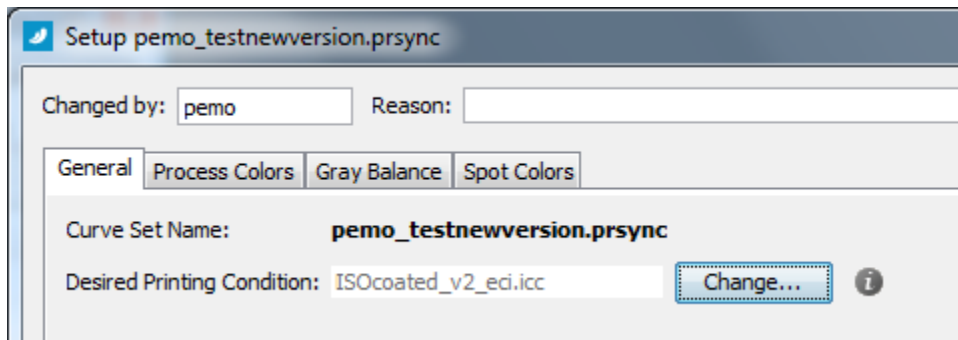 Setup pemo_testnewversion.prsync
Changed by: pemo Reason:
General Process Colors Gray Balance Spot Colors
Curve Set Name: pemo_testnewversion.prsync
Desired Printing Condition: ISOcoated_v2_eci.icc Change... i